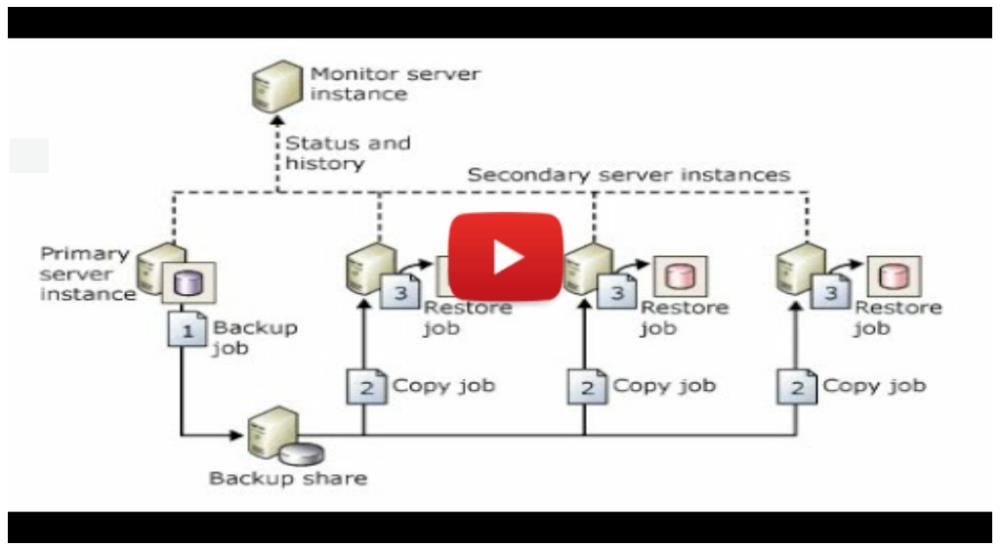 Monitor server
instance
Status and
history
Secondary server instances
Primary
server
instance
3
Restore
job
3
Restore
job
3
Restore
job
1
Backup
job
2
Copy job
2
Copy job
2
Copy job
Backup share